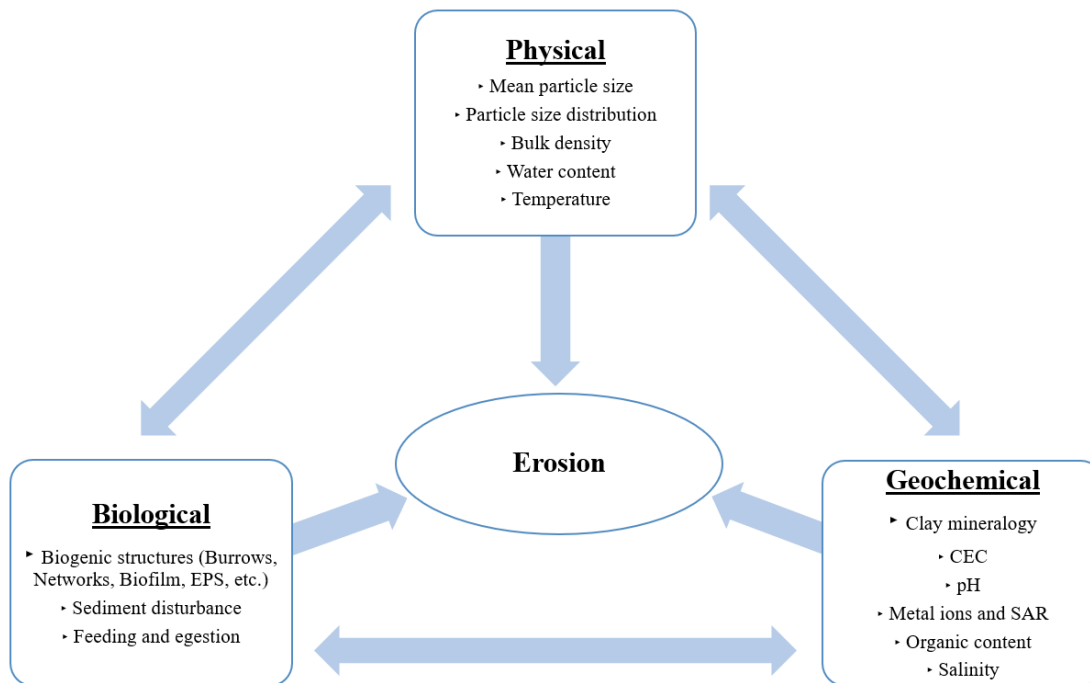 Physical
‣ Mean particle size
‣ Particle size distribution
‣ Bulk density
‣ Water content
‣ Temperature
Erosion
Biological
‣ Biogenic structures (Burrows,
Networks, Biofilm, EPS, etc.)
‣ Sediment disturbance
‣ Feeding and egestion
Geochemical
‣ Clay mineralogy
‣ CEC
‣ pH
‣ Metal ions and SAR
‣ Organic content
‣ Salinity